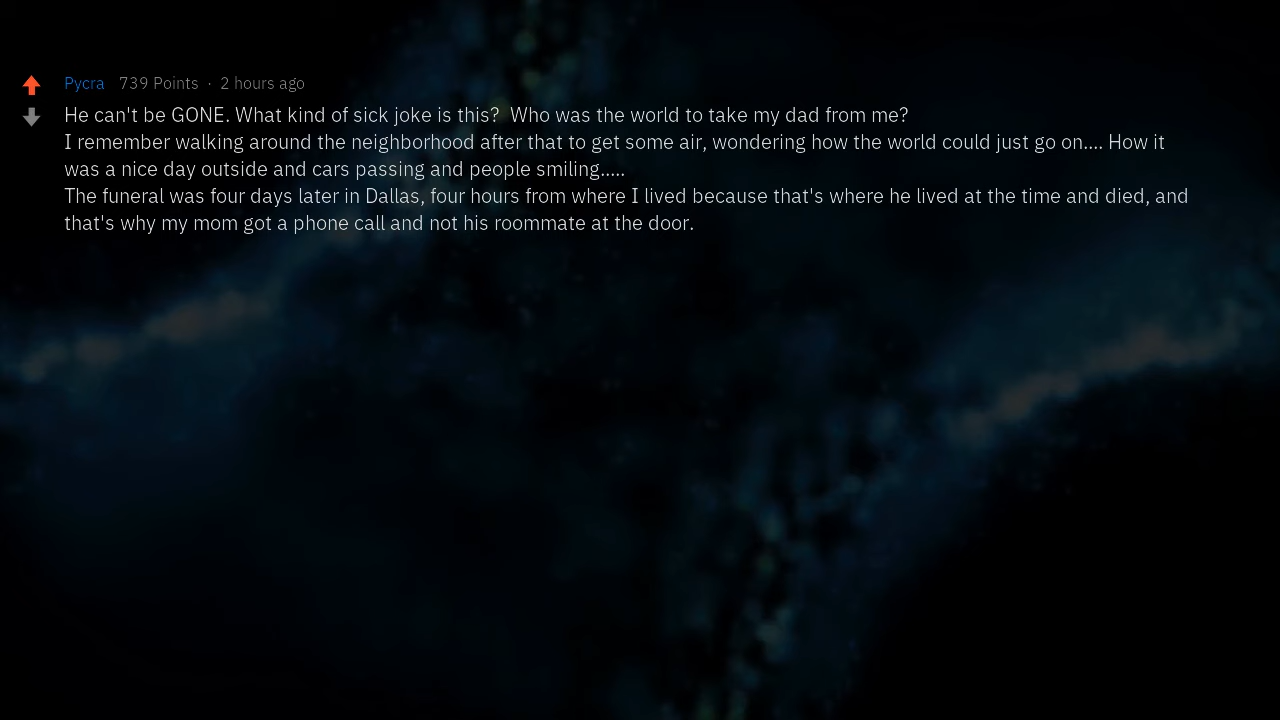 Pycra 739 Points · 2 hours ago
He can't be GONE. What kind of sick joke is this?  Who was the world to take my dad from me?
I remember walking around the neighborhood after that to get some air, wondering how the world could just go on.... How it
was a nice day outside and cars passing and people smiling.....
The funeral was four days later in Dallas, four hours from where I lived because that's where he lived at the time and died, and
that's why my mom got a phone call and not his roommate at the door.